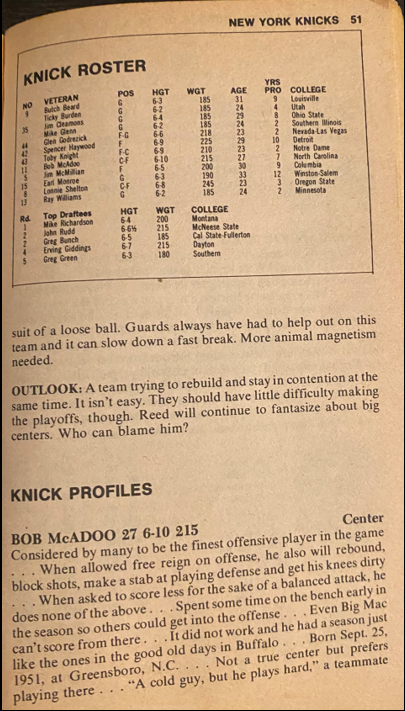 NEW YORK KNICKS 51
KNICK ROSTER
NO VETERAN POS HGT WGT AGE YRS PRO COLLEGE
9 Butch Beard G 6-3 185 31 9 Louisville
Ticky Burden G 6-2 185 24 4 Utah
35 Jim Cleamons G 6-4 185 29 8 Ohio State
Mike Glenn G 6-2 185 24 2 Southern Illinois
44 Glen Godrezick F-G 6-6 218 23 2 Nevada-Las Vegas
42 Spencer Haywood F 6-9 225 29 10 Detroit
43 Toby Knight F-C 6-9 210 23 2 Notre Dame
11 Bob McAdoo C-F 6-10 215 27 7 North Carolina
5 Jim McMillian F 6-5 200 30 9 Columbia
15 Earl Monroe G 6-3 190 33 12 Winston-Salem
8 Lonnie Shelton C-F 6-8 245 23 3 Oregon State
13 Ray Williams G 6-2 185 24 2 Minnesota
Rd. Top Draftees HGT WGT COLLEGE
1 Mike Richardson 6-4 200 Montana
2 John Rudd 6-6½ 215 McNeese State
2 Greg Bunch 6-5 185 Cal State-Fullerton
4 Erving Giddings 6-7 215 Dayton
5 Greg Green 6-3 180 Southern
suit of a loose ball. Guards always have had to help out on this
team and it can slow down a fast break. More animal magnetism
needed.
OUTLOOK: A team trying to rebuild and stay in contention at the
same time. It isn't easy. They should have little difficulty making
the playoffs, though. Reed will continue to fantasize about big
centers. Who can blame him?
KNICK PROFILES
BOB McADOO 27 6-10 215 Center
Considered by many to be the finest offensive player in the game
. . . When allowed free reign on offense, he also will rebound,
block shots, make a stab at playing defense and get his knees dirty
. . . When asked to score less for the sake of a balanced attack, he
does none of the above . . . Spent some time on the bench early in
the season so others could get into the offense . . . Even Big Mac
can't score from there . . . It did not work and he had a season just
like the ones in the good old days in Buffalo . . . Born Sept. 25,
1951, at Greensboro, N.C. . . . Not a true center but prefers
playing there . . . "A cold guy, but he plays hard," a teammate